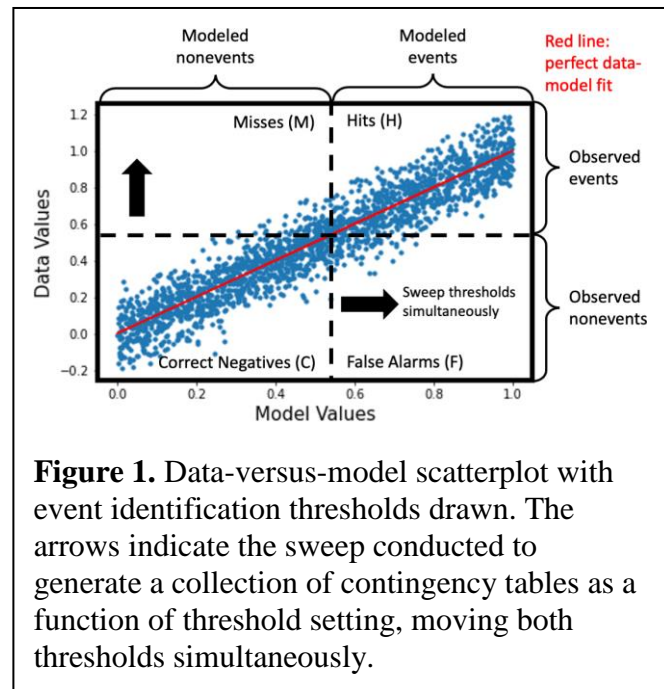 Modeled
nonevents
Modeled
events
Red line:
perfect data-
model fit
Misses (M)
Hits (H)
1.2
1.0
0.8
0.6
0.4
0.2
0.0
−0.2
Data Values
Observed
events
Sweep thresholds
simultaneously
Observed
nonevents
Correct Negatives (C)
False Alarms (F)
0.0 0.2 0.4 0.6 0.8 1.0
Model Values
Figure 1. Data-versus-model scatterplot with
event identification thresholds drawn. The
arrows indicate the sweep conducted to
generate a collection of contingency tables as a
function of threshold setting, moving both
thresholds simultaneously.